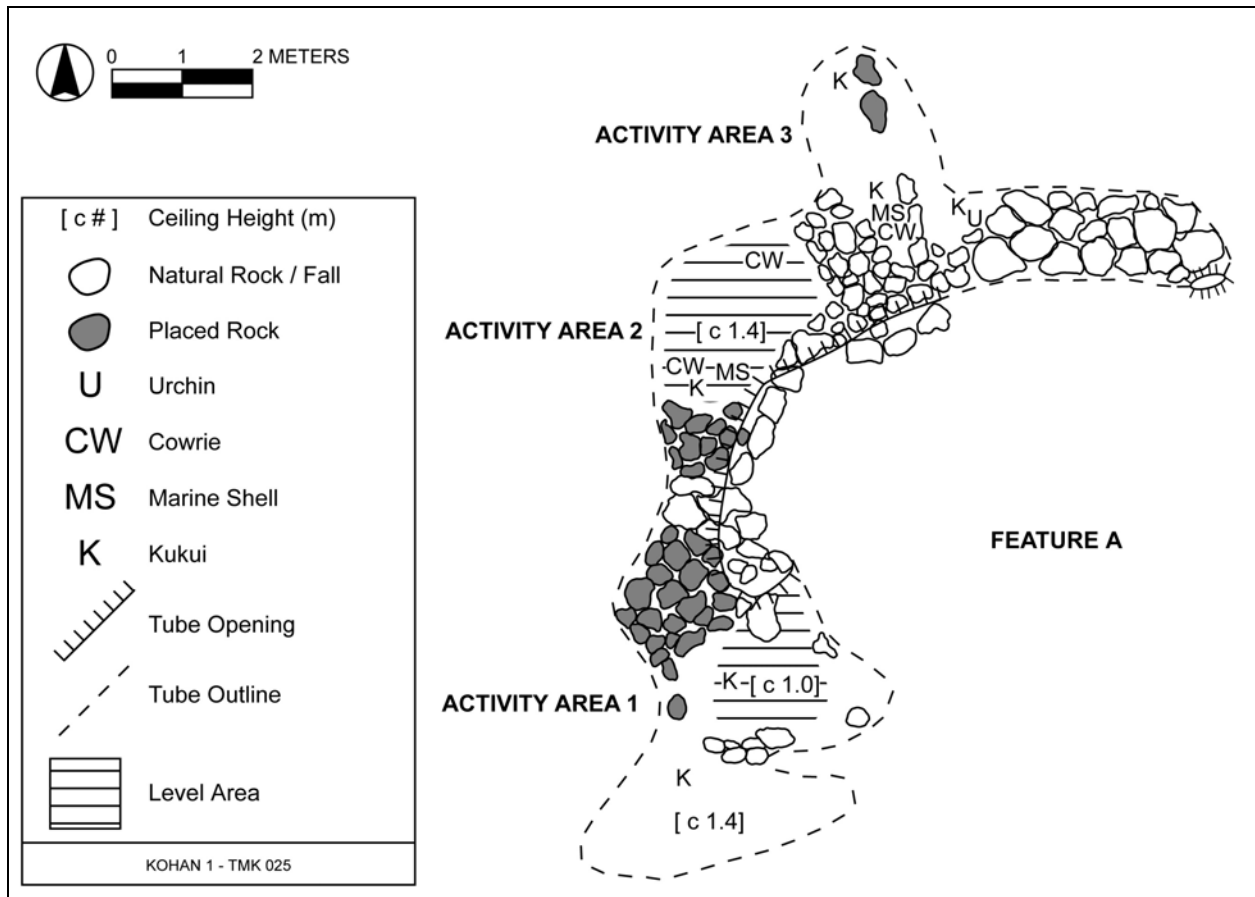 0 1 2 METERS
[ c # ] Ceiling Height (m)
Natural Rock / Fall
Placed Rock
U Urchin
CW Cowrie
MS Marine Shell
K Kukui
Tube Opening
Tube Outline
Level Area
KOHAN 1 - TMK 025
K
ACTIVITY AREA 3
K
MS
CW
K
U
CW
ACTIVITY AREA 2
[ c 1.4]
CW
MS
K
FEATURE A
ACTIVITY AREA 1
K
[ c 1.0]
K
[ c 1.4]